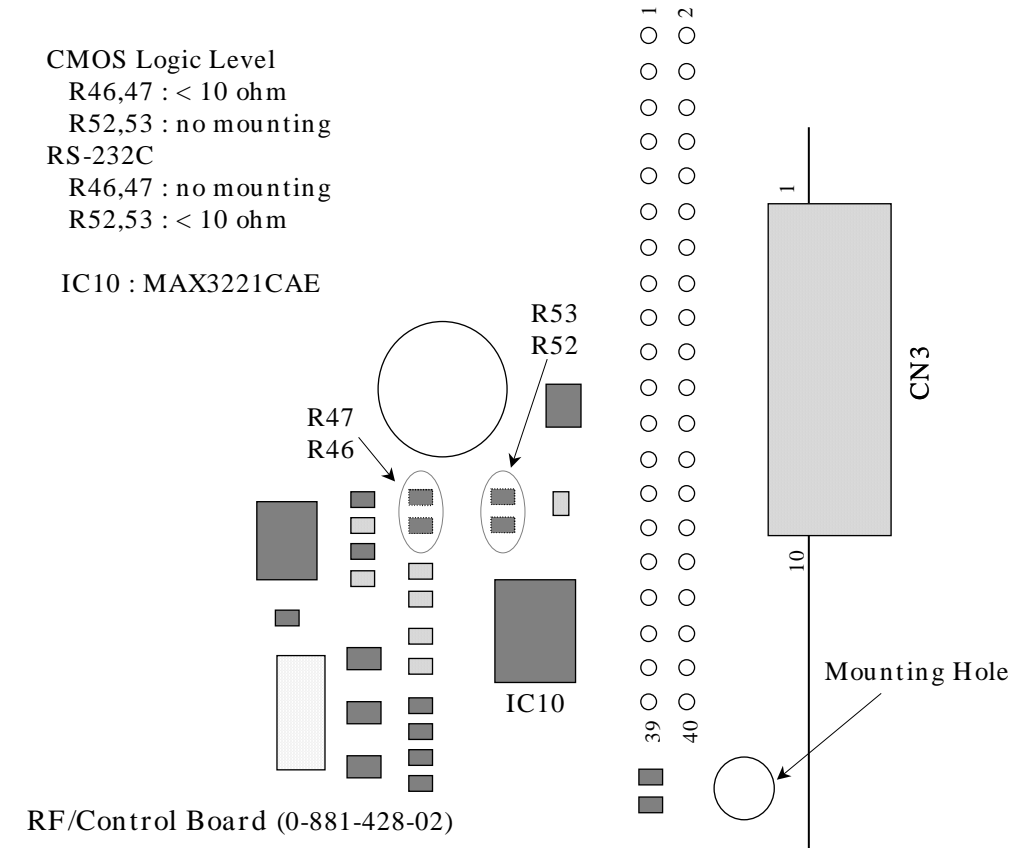 CMOS Logic Level
R46,47 : < 10 ohm
R52,53 : no mounting
RS-232C
R46,47 : no mounting
R52,53 : < 10 ohm
IC10 : MAX3221CAE
1
2
1
R53
R52
CN3
R47
R46
10
IC10
Mounting Hole
39
40
RF/Control Board (0-881-428-02)